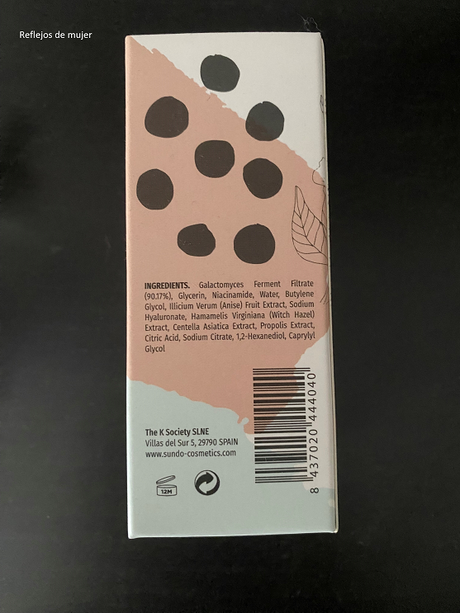 Reflejos de mujer
INGREDIENTS. Galactomyces Ferment Filtrate
(90.17%), Glycerin, Niacinamide, Water, Butylene
Glycol, Illicium Verum (Anise) Fruit Extract, Sodium
Hyaluronate, Hamamelis Virginiana (Witch Hazel)
Extract, Centella Asiatica Extract, Propolis Extract,
Citric Acid, Sodium Citrate, 1,2-Hexanediol, Caprylyl
Glycol
The K Society SLNE
Villas del Sur 5, 29790 SPAIN
www.sundo-cosmetics.com
12M
8 437020 444040